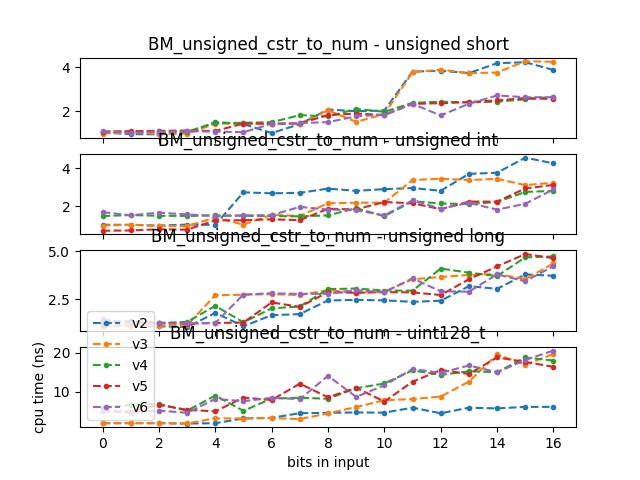 BM_unsigned_cstr_to_num - unsigned short
4
2
BM_unsigned_cstr_to_num - unsigned int
4
2
BM_unsigned_cstr_to_num - unsigned long
5.0
2.5
BM_unsigned_cstr_to_num - uint128_t
20
10
v2
v3
v4
v5
v6
cpu time (ns)
0 2 4 6 8 10 12 14 16
bits in input